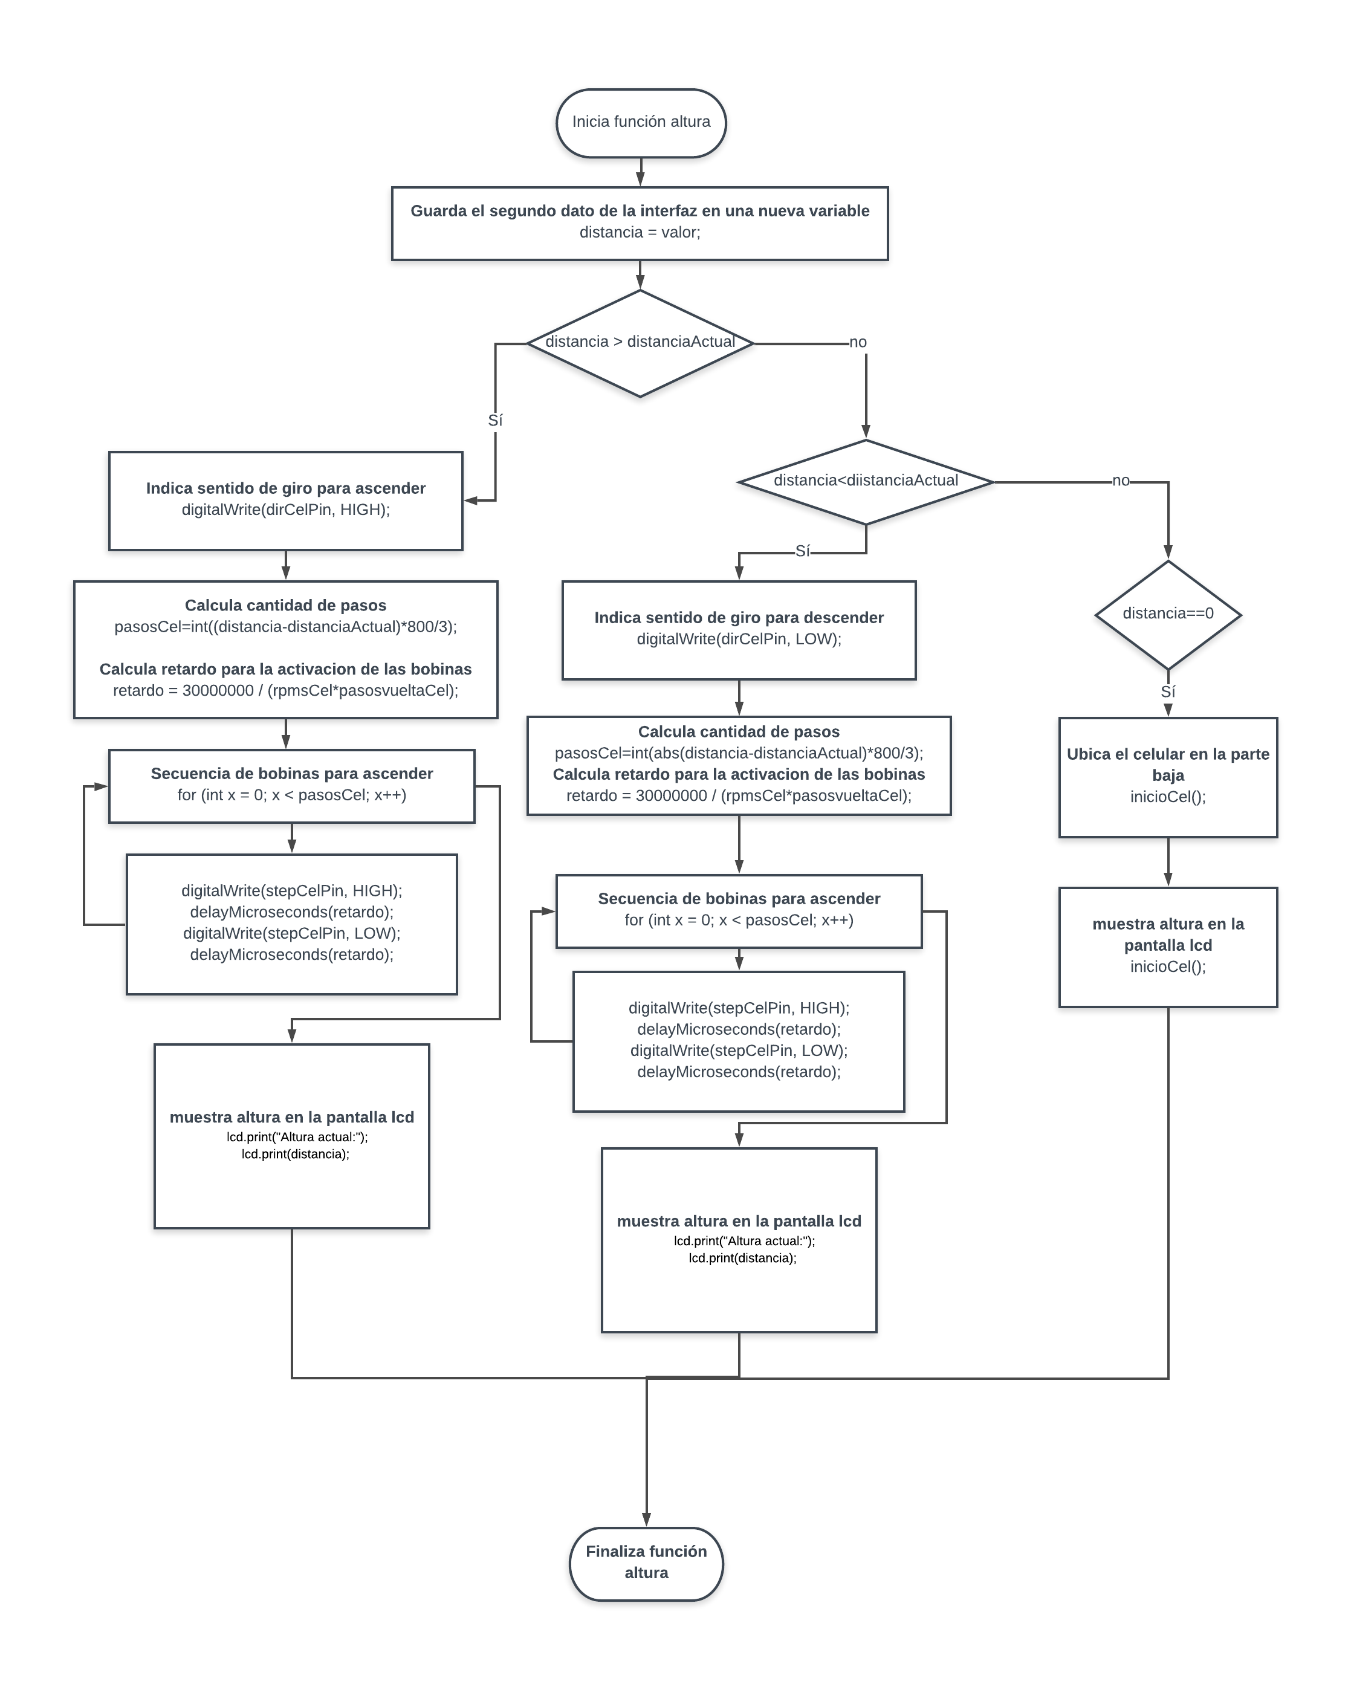 Inicia función altura
Guarda el segundo dato de la interfaz en una nueva variable
distancia = valor;
distancia > distanciaActual
no
Sí
distancia<diistanciaActual
no
Sí
Indica sentido de giro para ascender
digitalWrite(dirCelPin, HIGH);
Calcula cantidad de pasos
pasosCel=int((distancia-distanciaActual)*800/3);
Calcula retardo para la activacion de las bobinas
retardo = 30000000 / (rpmsCel*pasosvueltaCel);
Secuencia de bobinas para ascender
for (int x = 0; x < pasosCel; x++)
digitalWrite(stepCelPin, HIGH);
delayMicroseconds(retardo);
digitalWrite(stepCelPin, LOW);
delayMicroseconds(retardo);
muestra altura en la pantalla lcd
lcd.print("Altura actual:");
lcd.print(distancia);
Indica sentido de giro para descender
digitalWrite(dirCelPin, LOW);
Calcula cantidad de pasos
pasosCel=int(abs(distancia-distanciaActual)*800/3);
Calcula retardo para la activacion de las bobinas
retardo = 30000000 / (rpmsCel*pasosvueltaCel);
Secuencia de bobinas para ascender
for (int x = 0; x < pasosCel; x++)
digitalWrite(stepCelPin, HIGH);
delayMicroseconds(retardo);
digitalWrite(stepCelPin, LOW);
delayMicroseconds(retardo);
muestra altura en la pantalla lcd
lcd.print("Altura actual:");
lcd.print(distancia);
distancia==0
Sí
Ubica el celular en la parte
baja
inicioCel();
muestra altura en la
pantalla lcd
inicioCel();
Finaliza función
altura